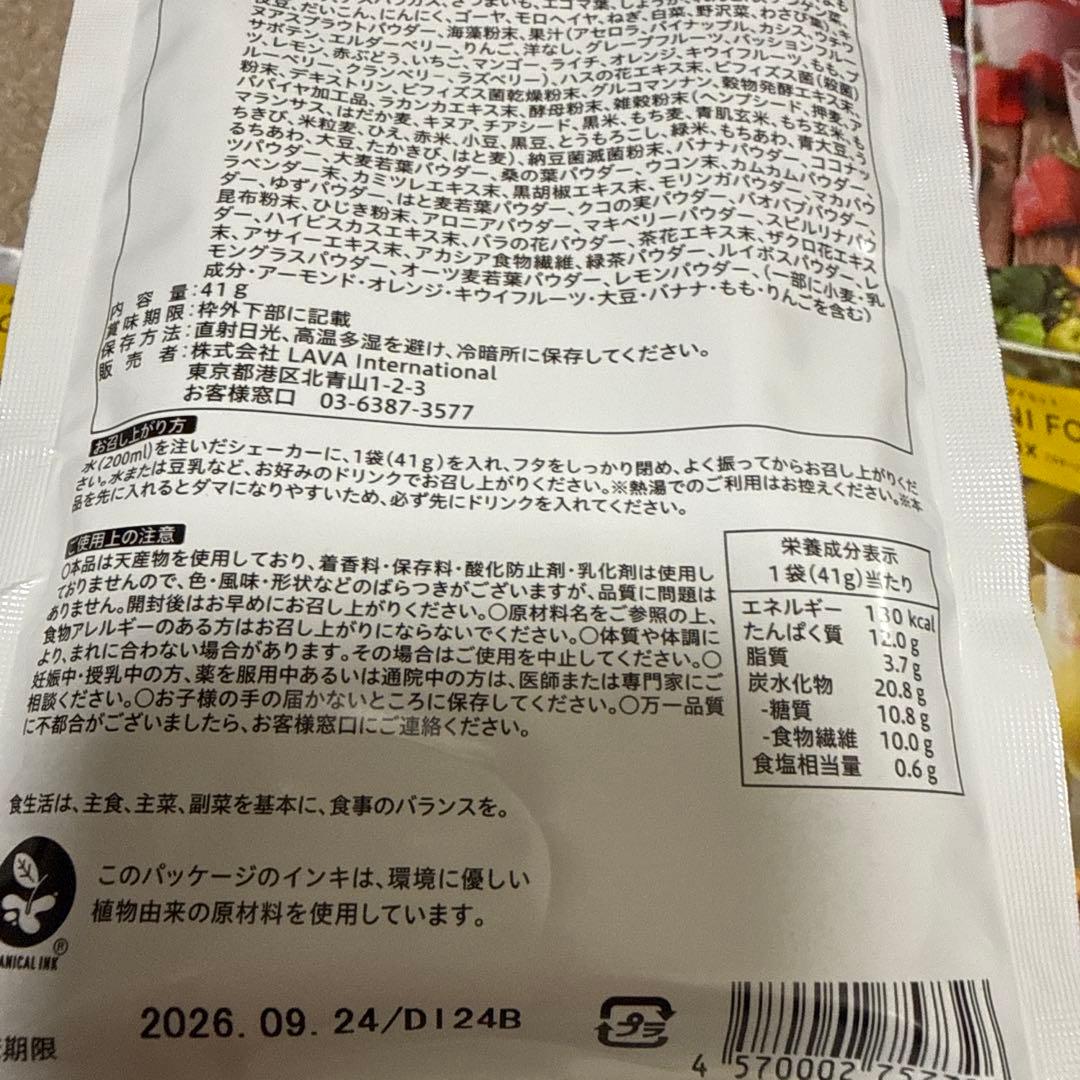 ヌアスプラウトパウダー、海藻粉末、果汁(アセロラ、パイナップル、カシス、ウチワ
サボテン、エルダーベリー、りんご、洋なし、グレープフルーツ、パッションフルー
ツ、レモン、赤ぶどう、いちご、マンゴー、ライチ、オレンジ、キウイフルーツ、もも、ブ
ルーベリー、クランベリー、ラズベリー)、ハスの花エキス末、ビフィズス菌(殺菌)
粉末、デキストリン、ビフィズス菌乾燥粉末、グルコマンナン、穀物発酵エキス末、
パパイヤ加工品、ラカンカエキス末、酵母粉末、雑穀粉末(ヘンプシード、押麦、ア
マランサス、はだか麦、キヌア、チアシード、黒米、もち麦、青肌玄米、もち玄米、も
ちきび、米粒麦、ひえ、赤米、小豆、黒豆、とうもろこし、緑米、もちあわ、青大豆、う
るちあわ、大豆、たかきび、はと麦)、納豆菌滅菌粉末、バナナパウダー、ココナッ
ツパウダー、大麦若葉パウダー、桑の葉パウダー、ウコン末、カムカムパウダー、
ラベンダー末、カミツレエキス末、黒胡椒エキス末、モリンガパウダー、マカパウ
ダー、ゆずパウダー、はと麦若葉パウダー、クコの実パウダー、バオバブパウダー、
昆布粉末、ひじき粉末、アロニアパウダー、マキベリーパウダー、スピルリナパウ
ダー、ハイビスカスエキス末、バラの花パウダー、茶花エキス末、ザクロ花エキス
末、アサイーエキス末、アカシア食物繊維、緑茶パウダー、ルイボスパウダー、レ
モングラスパウダー、オーツ麦若葉パウダー、レモンパウダー、(一部に小麦・乳
成分・アーモンド・オレンジ・キウイフルーツ・大豆・バナナ・もも・りんごを含む)
内容量:41g
賞味期限:枠外下部に記載
保存方法:直射日光、高温多湿を避け、冷暗所に保存してください。
販売者:株式会社 LAVA International
東京都港区北青山1-2-3
お客様窓口 03-6387-3577
お召し上がり方
水(200ml)を注いだシェーカーに、1袋(41g)を入れ、フタをしっかり閉め、よく振ってからお召し上がりくだ
さい。水または豆乳など、お好みのドリンクでお召し上がりください。※熱湯でのご利用はお控えください。※本
品を先に入れるとダマになりやすいため、必ず先にドリンクを入れてください。
ご使用上の注意
○本品は天産物を使用しており、着香料・保存料・酸化防止剤・乳化剤は使用し
ておりませんので、色・風味・形状などのばらつきがございますが、品質に問題は
ありません。開封後はお早めにお召し上がりください。○原材料名をご参照の上、
食物アレルギーのある方はお召し上がりにならないでください。○体質や体調に
より、まれに合わない場合があります。その場合はご使用を中止してください。○
妊娠中・授乳中の方、薬を服用中あるいは通院中の方は、医師または専門家にご
相談ください。○お子様の手の届かないところに保存してください。○万一品質
に不都合がございましたら、お客様窓口にご連絡ください。
栄養成分表示
1袋(41g)当たり
エネルギー 130 kcal
たんぱく質 12.0 g
脂質 3.7 g
炭水化物 20.8 g
-糖質 10.8 g
-食物繊維 10.0 g
食塩相当量 0.6 g
食生活は、主食、主菜、副菜を基本に、食事のバランスを。
このパッケージのインキは、環境に優しい
植物由来の原材料を使用しています。
ANICAL INK
®
2026. 09. 24/DI24B
期限
プラ
4 570002
NI FO